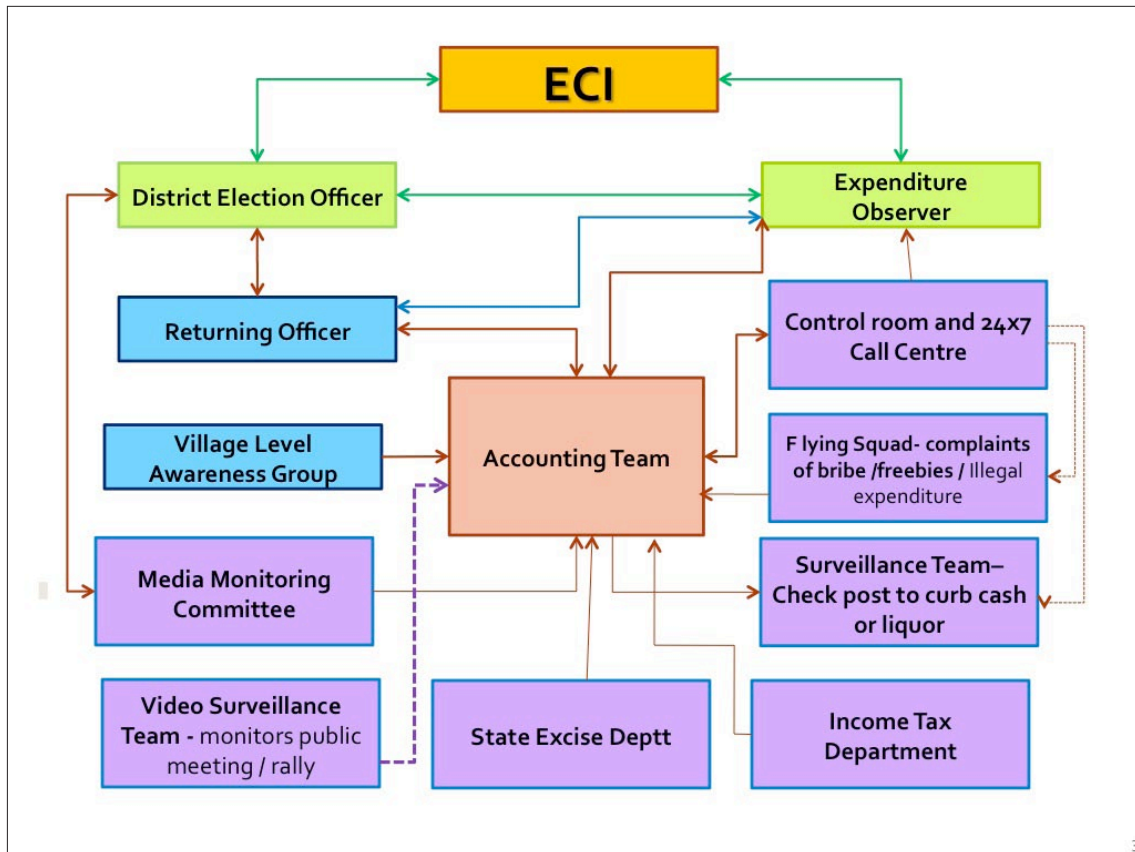 ECI
District Election Officer
Expenditure
Observer
Returning Officer
Control room and 24x7
Call Centre
Village Level
Awareness Group
Accounting Team
F lying Squad- complaints
of bribe /freebies / Illegal
expenditure
Media Monitoring
Committee
Surveillance Team–
Check post to curb cash
or liquor
Video Surveillance
Team - monitors public
meeting / rally
State Excise Deptt
Income Tax
Department